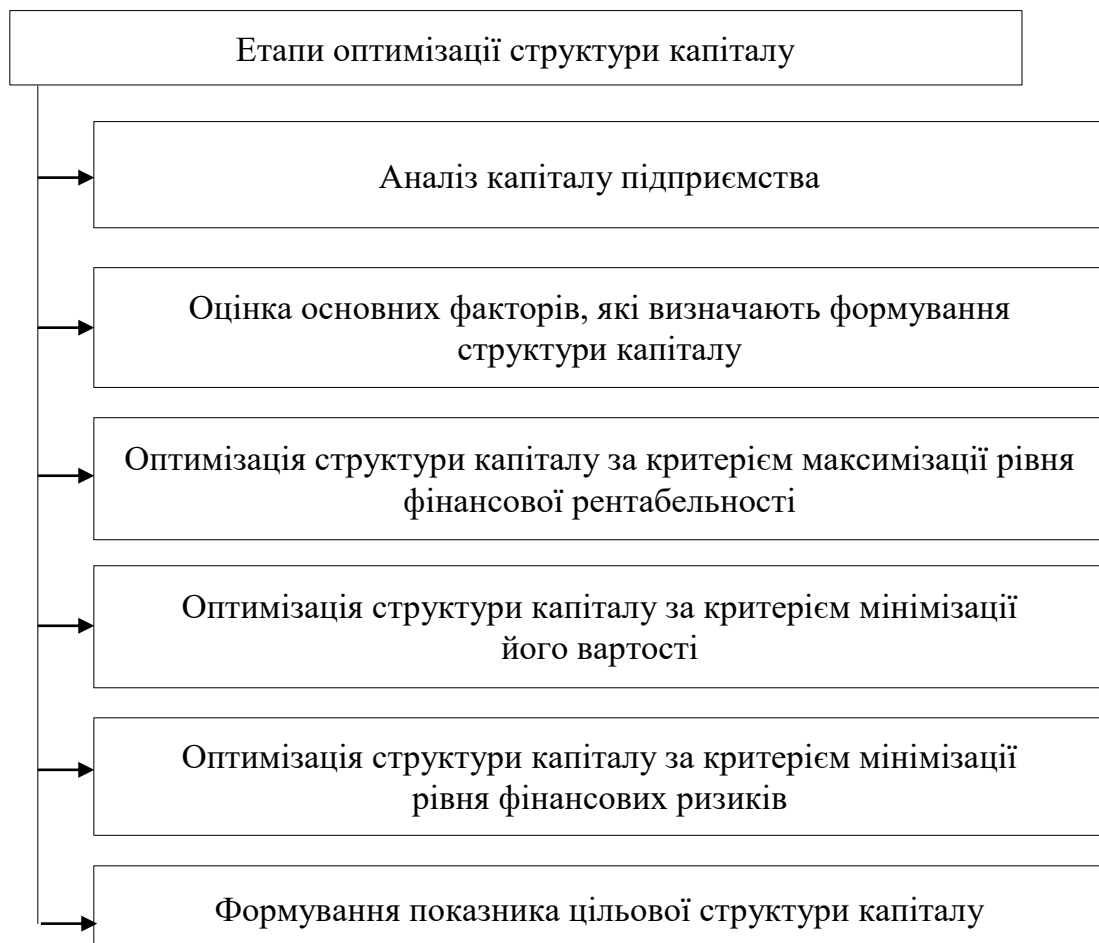 Етапи оптимізації структури капіталу
Аналіз капіталу підприємства
Оцінка основних факторів, які визначають формування
структури капіталу
Оптимізація структури капіталу за критерієм максимізації рівня
фінансової рентабельності
Оптимізація структури капіталу за критерієм мінімізації
його вартості
Оптимізація структури капіталу за критерієм мінімізації
рівня фінансових ризиків
Формування показника цільової структури капіталу